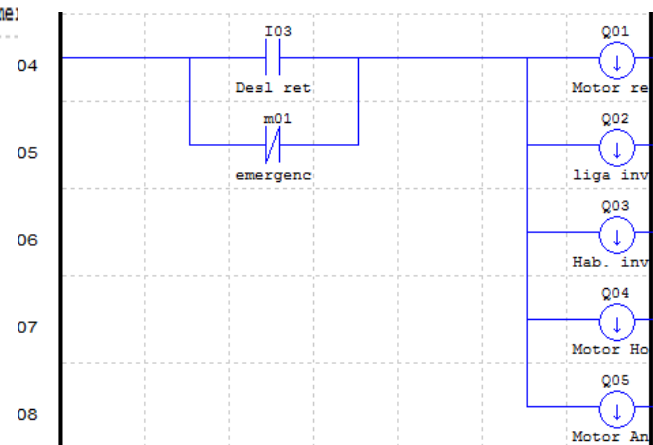 I03 Q01
04
Desl ret Motor re
m01 Q02
05
emergenc liga inv
Q03
06
Hab. inv
Q04
07
Motor Ho
Q05
08
Motor An